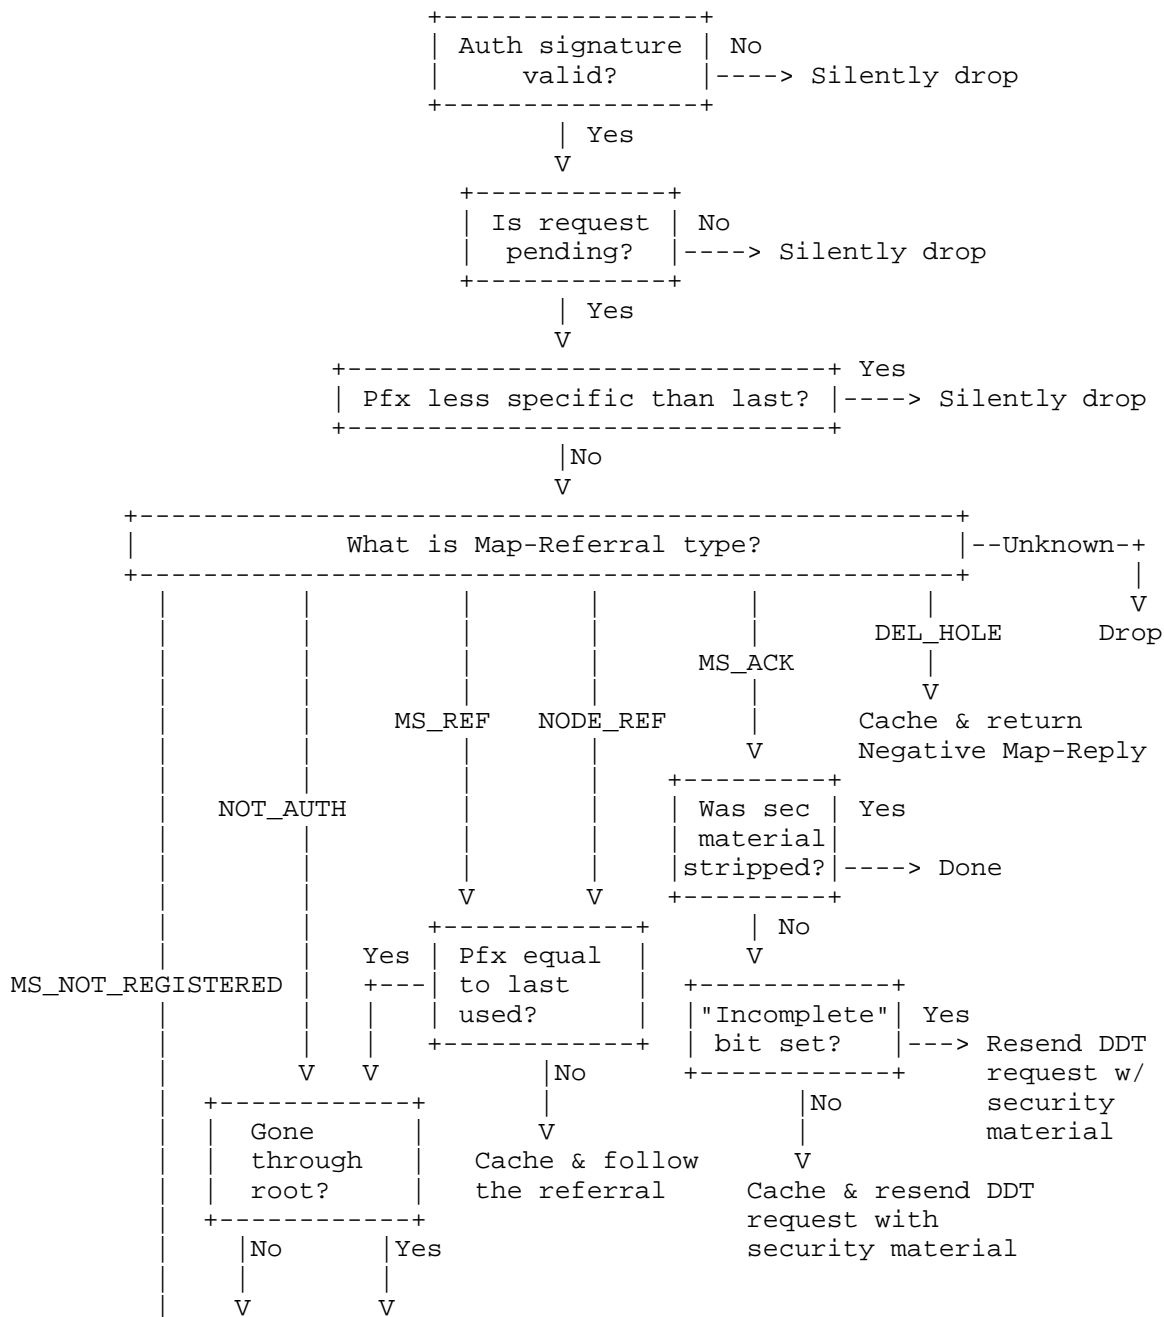 Auth signature No
valid? ----> Silently drop
Yes
V
Is request No
pending? ----> Silently drop
Yes
V
Yes
Pfx less specific than last? ----> Silently drop
No
V
What is Map-Referral type? --Unknown-+
V
DEL_HOLE Drop
MS_ACK
V
MS_REF NODE_REF Cache & return
V Negative Map-Reply
NOT_AUTH Was sec Yes
material
stripped? ----> Done
V V
No
Yes Pfx equal V
MS_NOT_REGISTERED to last
used? "Incomplete" Yes
bit set? ---> Resend DDT
V V No request w/
No security
Gone V material
through Cache & follow V
root? the referral Cache & resend DDT
request with
No Yes security material
V V